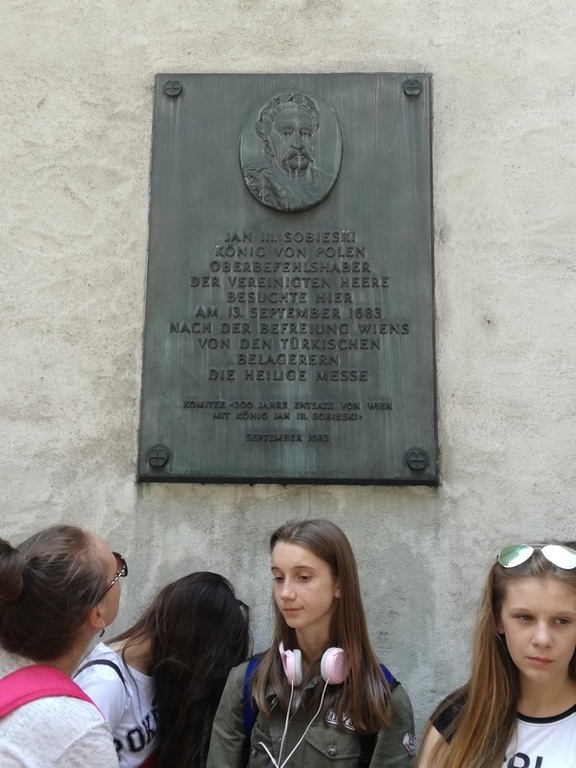 JAN III. SOBIESKI
KÖNIG VON POLEN
OBERBEFEHLSHABER
DER VEREINIGTEN HEERE
BESUCHTE HIER
AM 13. SEPTEMBER 1683
NACH DER BEFREIUNG WIENS
VON DEN TÜRKISCHEN
BELAGERERN
DIE HEILIGE MESSE
KOMITEE «300 JAHRE ENTSATZ VON WIEN
MIT KÖNIG JAN III. SOBIESKI»
SEPTEMBER 1983